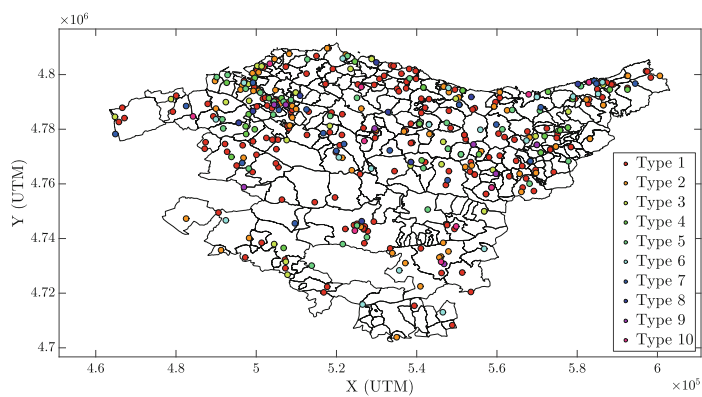 ×10⁶
4.8
4.78
4.76
4.74
4.72
4.7
Y (UTM)
4.6
4.8
5
5.2
5.4
5.6
5.8
6
×10⁵
X (UTM)
Type 1
Type 2
Type 3
Type 4
Type 5
Type 6
Type 7
Type 8
Type 9
Type 10